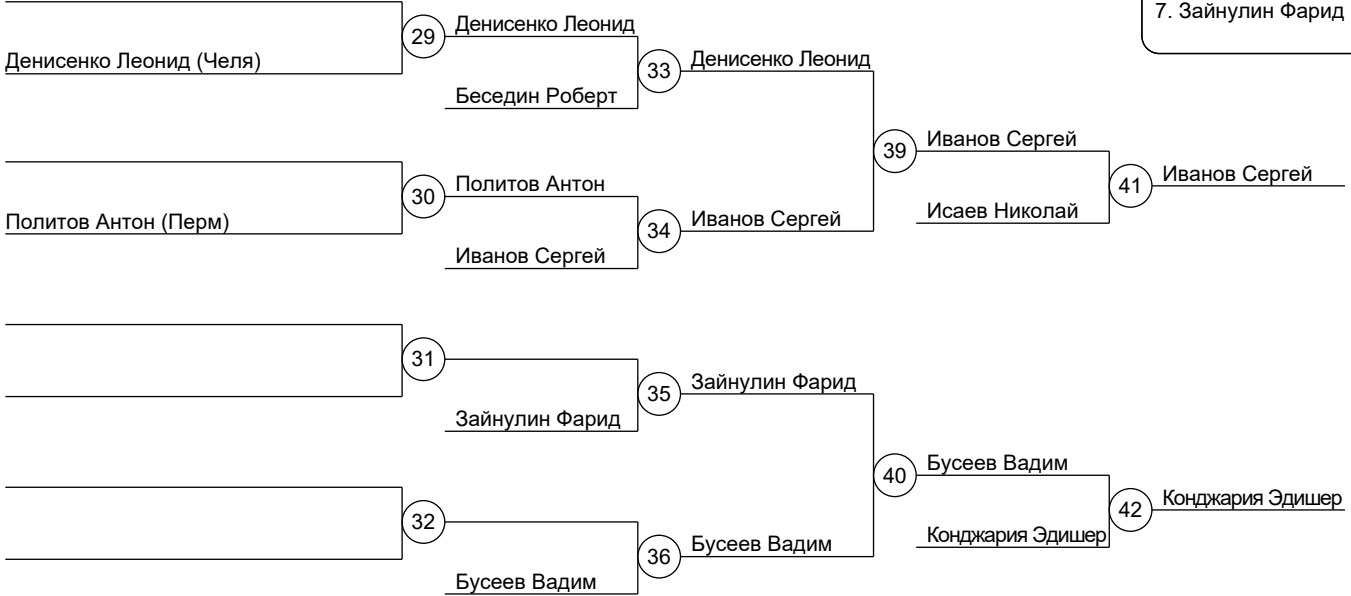 7. Зайнулин Фарид
29
Денисенко Леонид
Денисенко Леонид (Челя)
33
Денисенко Леонид
Беседин Роберт
39
Иванов Сергей
30
Политов Антон
41
Иванов Сергей
Политов Антон (Перм)
34
Иванов Сергей
Исаев Николай
Иванов Сергей
31
35
Зайнулин Фарид
Зайнулин Фарид
40
Бусеев Вадим
32
42
Конджария Эдишер
36
Бусеев Вадим
Конджария Эдишер
Бусеев Вадим